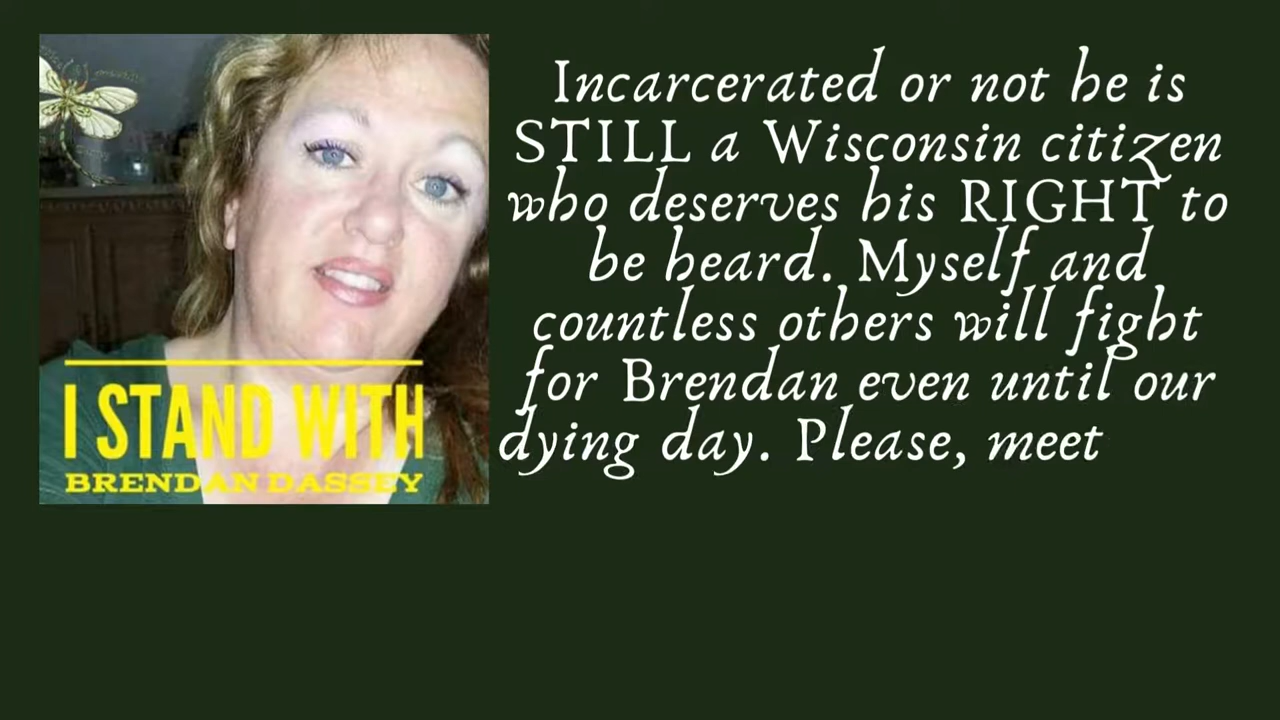 Incarcerated or not he is
STILL a Wisconsin citizen
who deserves his RIGHT to
be heard. Myself and
countless others will fight
for Brendan even until our
dying day. Please, meet
I STAND WITH
BRENDAN DASSEY